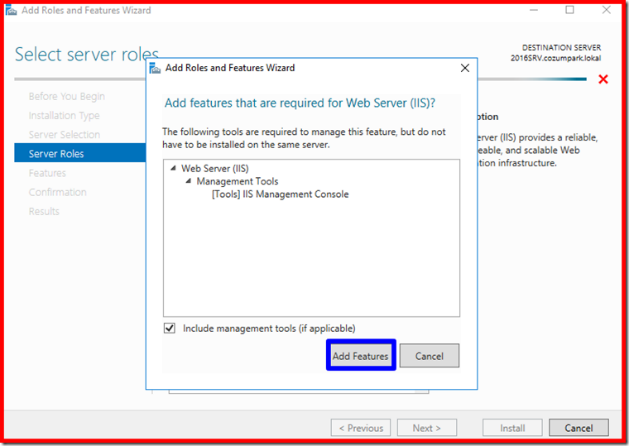 Add Roles and Features Wizard
Select server roles
DESTINATION SERVER
2016SRV.cozumpark.lokal
Before You Begin
Installation Type
Server Selection
Server Roles
Features
Confirmation
Results
Add Roles and Features Wizard
Add features that are required for Web Server (IIS)?
The following tools are required to manage this feature, but do not
have to be installed on the same server.
Web Server (IIS)
Management Tools
[Tools] IIS Management Console
Include management tools (if applicable)
Add Features
Cancel
erver (IIS) provides a reliable,
eable, and scalable Web
tion infrastructure.
< Previous
Next >
Install
Cancel